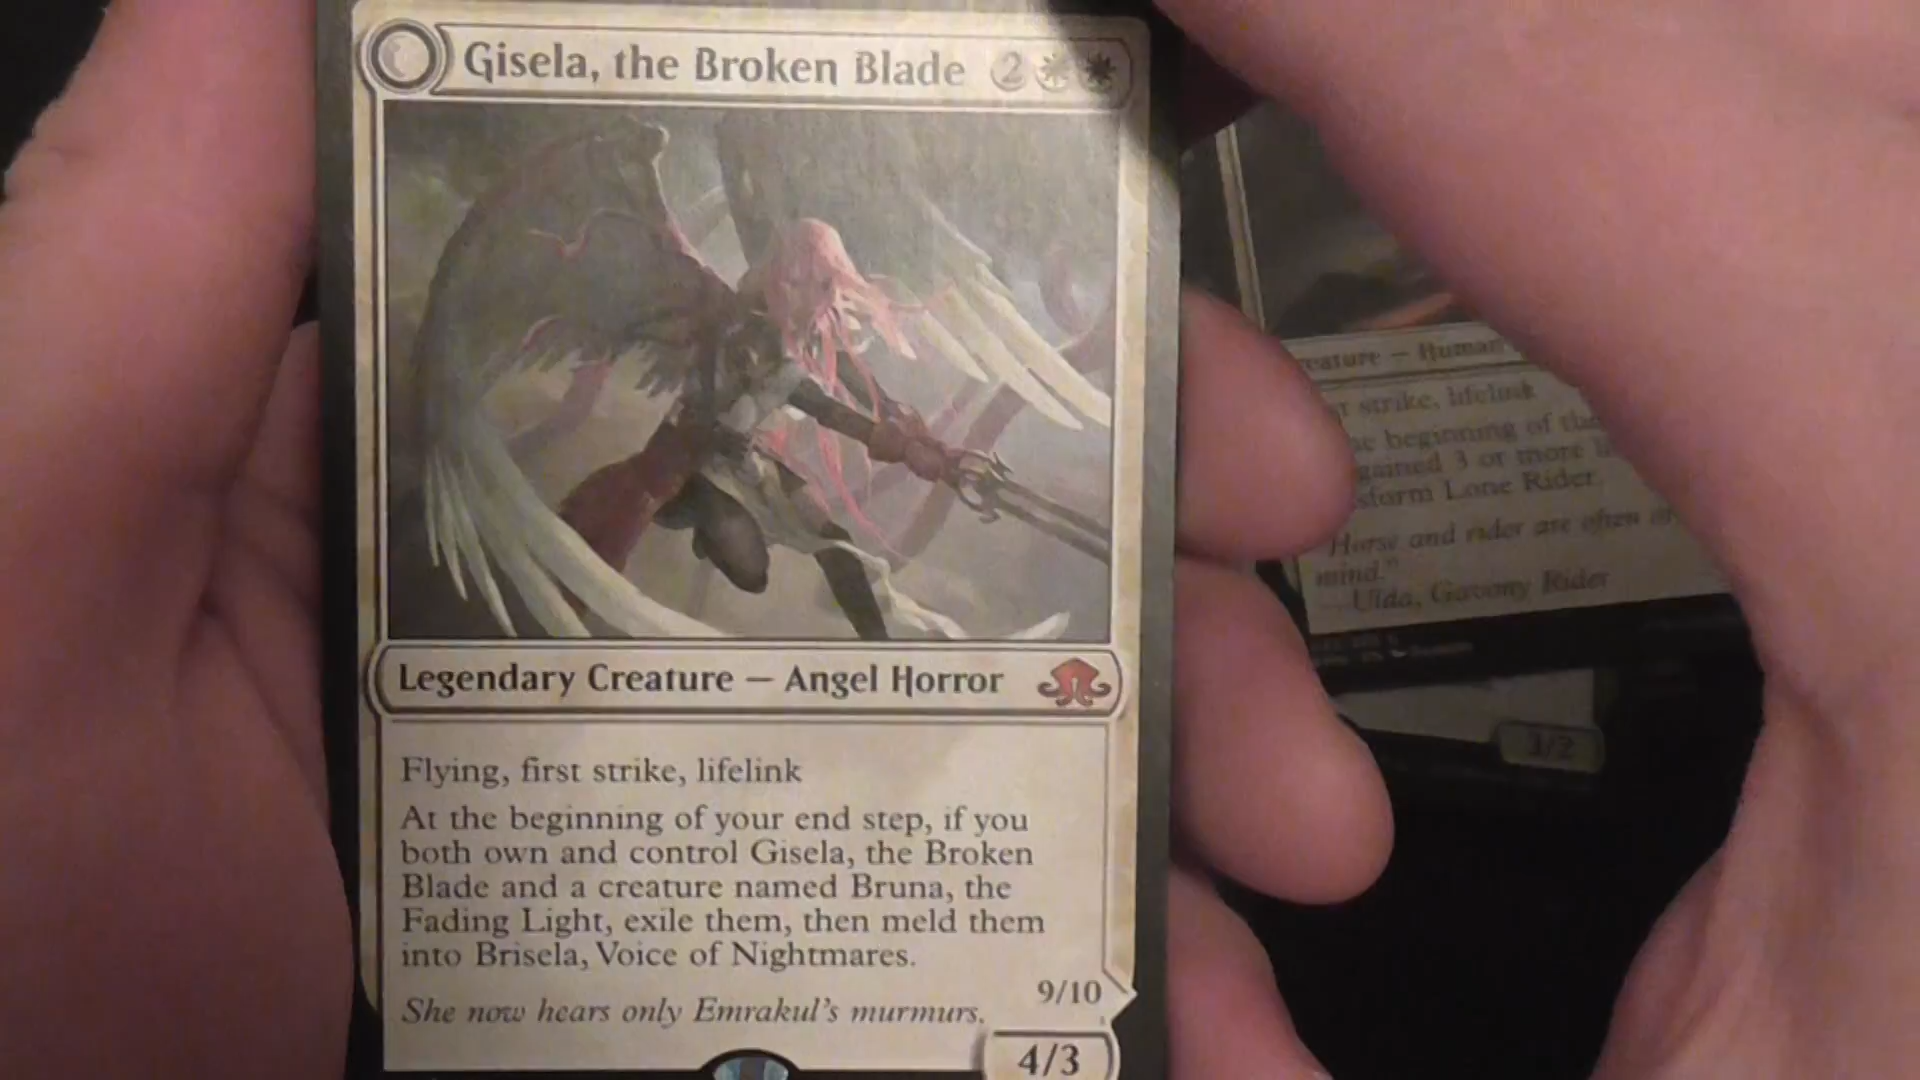 Gisela, the Broken Blade 2
Legendary Creature — Angel Horror
Flying, first strike, lifelink
At the beginning of your end step, if you
both own and control Gisela, the Broken
Blade and a creature named Bruna, the
Fading Light, exile them, then meld them
into Brisela, Voice of Nightmares.
9/10
She now hears only Emrakul's murmurs.
4/3
reature — Human
strike, lifelink
beginning of the
gained 3 or more
sform Lone Rider.
Horse and rider are often of
mind."
—Ulda, Gavony Rider